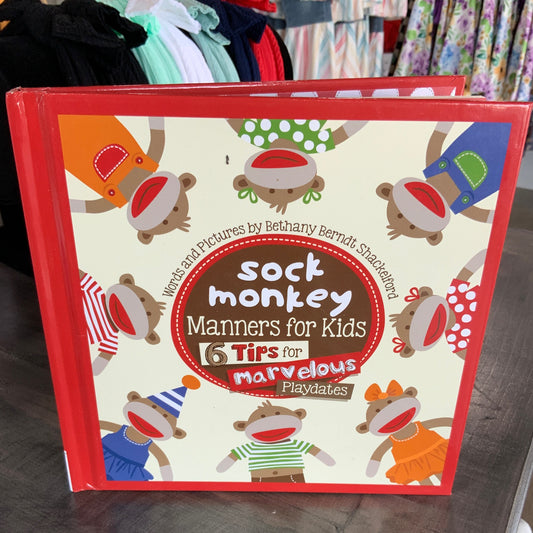 Words and Pictures by Bethany Berndt Shackelford
sock
monkey
Manners for Kids
6 Tips for
marvelous
Playdates